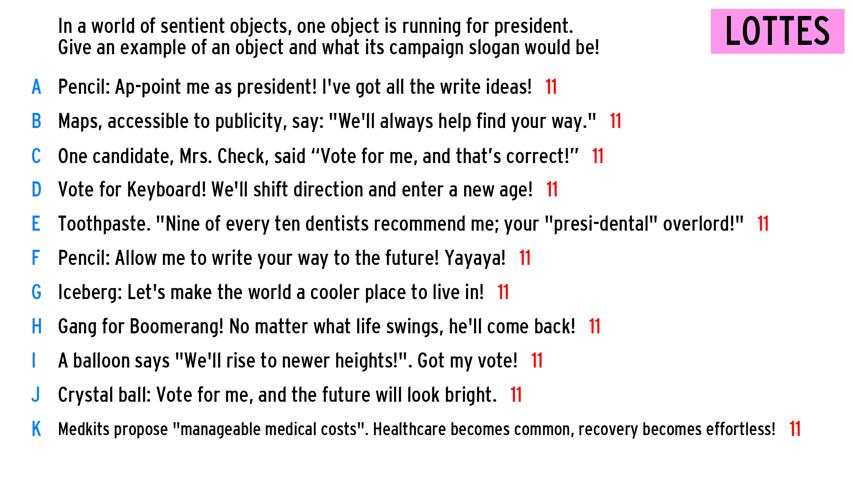 In a world of sentient objects, one object is running for president.
Give an example of an object and what its campaign slogan would be!
LOTTES
A Pencil: Ap-point me as president! I've got all the write ideas! 11
B Maps, accessible to publicity, say: "We'll always help find your way." 11
C One candidate, Mrs. Check, said “Vote for me, and that’s correct!” 11
D Vote for Keyboard! We'll shift direction and enter a new age! 11
E Toothpaste. "Nine of every ten dentists recommend me; your "presi-dental" overlord!" 11
F Pencil: Allow me to write your way to the future! Yayaya! 11
G Iceberg: Let's make the world a cooler place to live in! 11
H Gang for Boomerang! No matter what life swings, he'll come back! 11
I A balloon says "We'll rise to newer heights!". Got my vote! 11
J Crystal ball: Vote for me, and the future will look bright. 11
K Medkits propose "manageable medical costs". Healthcare becomes common, recovery becomes effortless! 11